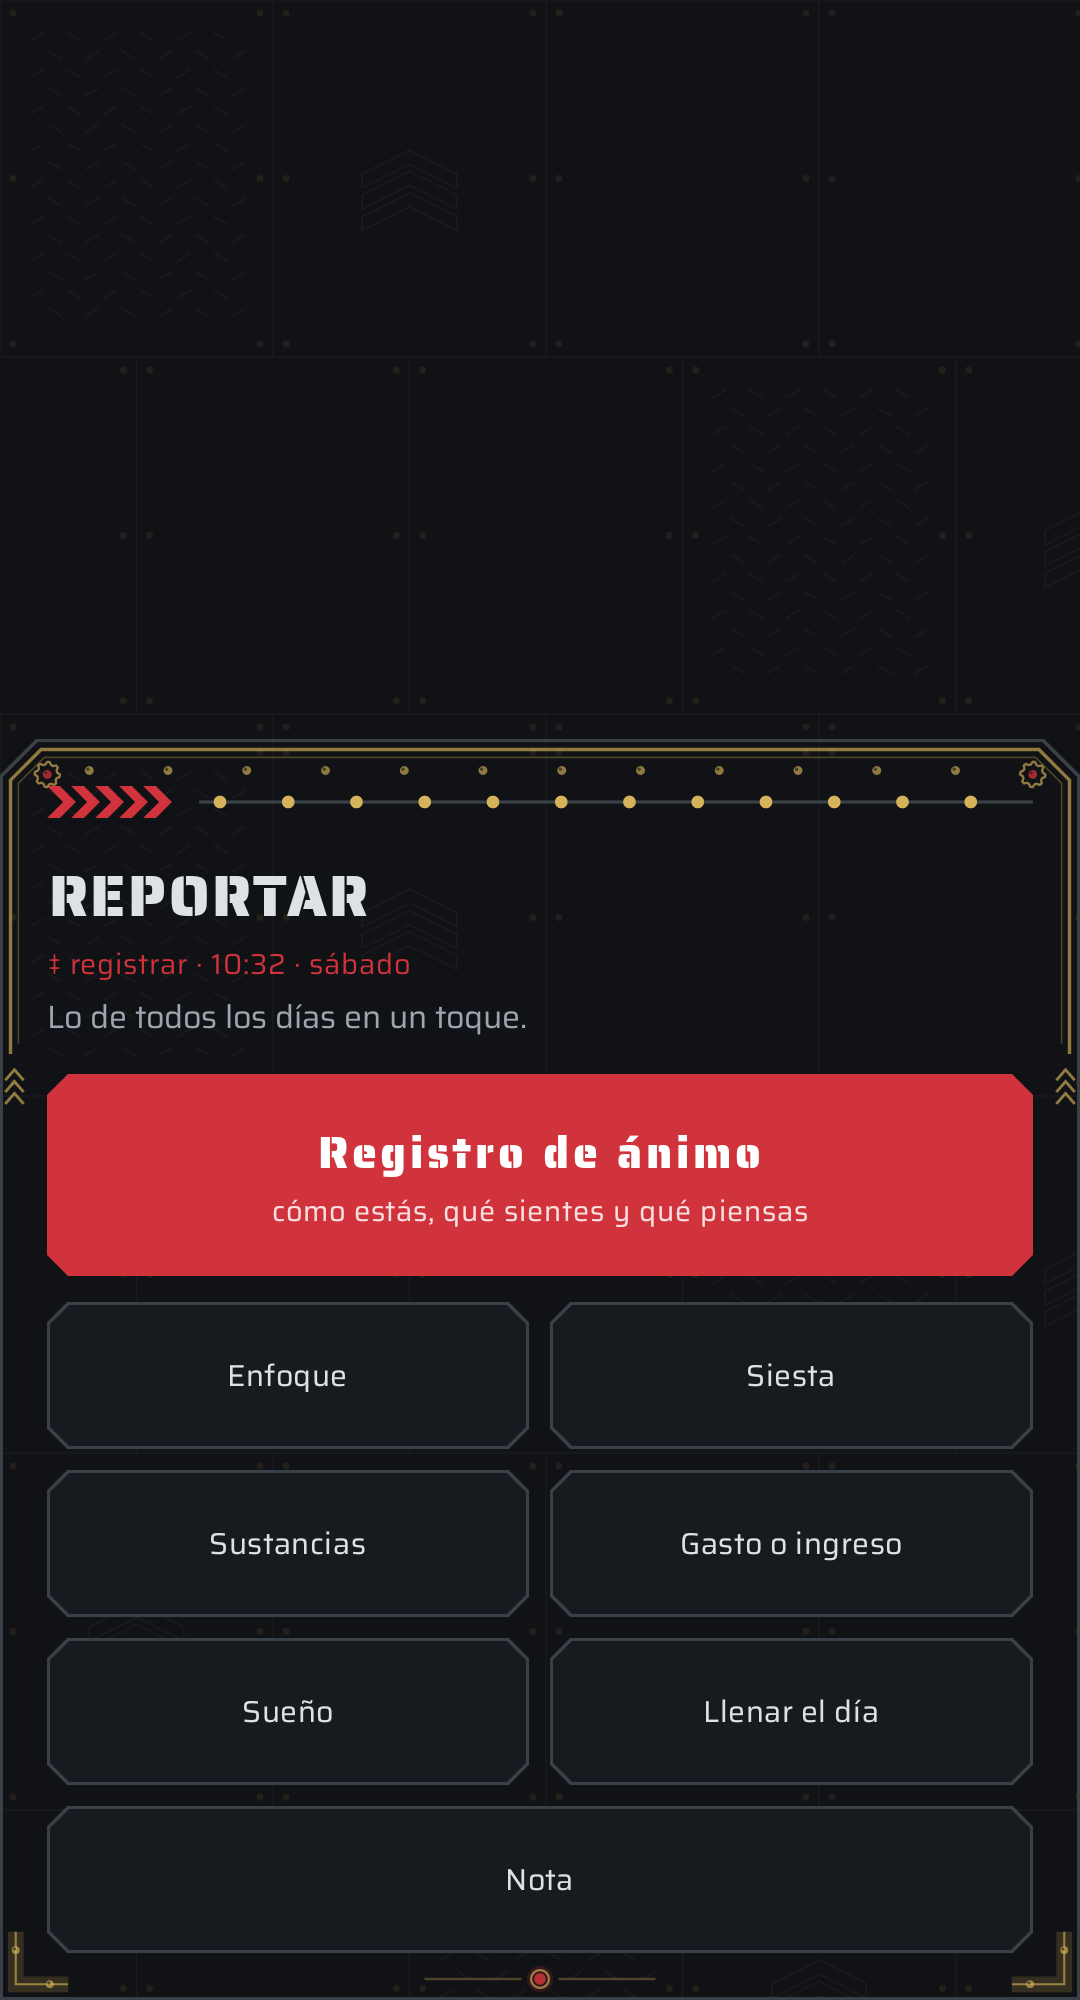 REPORTAR
‡ registrar · 10:32 · sábado
Lo de todos los días en un toque.
Registro de ánimo
cómo estás, qué sientes y qué piensas
Enfoque
Siesta
Sustancias
Gasto o ingreso
Sueño
Llenar el día
Nota